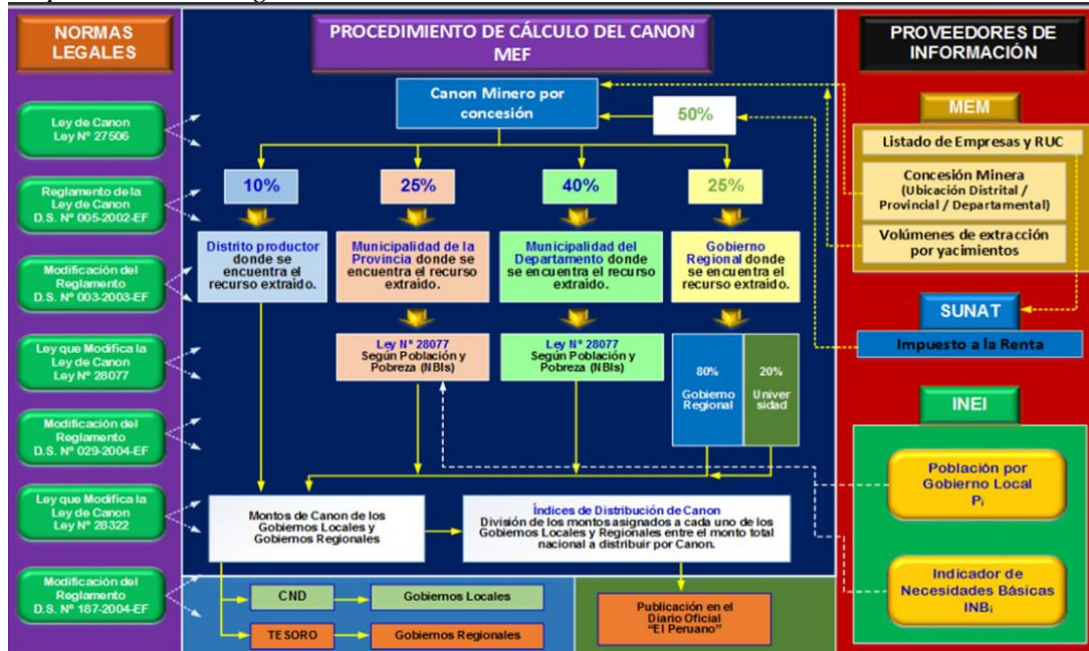 NORMAS
LEGALES
Ley de Canon
Ley Nº 27506
Reglamento de la
Ley de Canon
D.S. Nº 005-2002-EF
Modificación del
Reglamento
D.S. Nº 003-2003-EF
Ley que Modifica la
Ley de Canon
Ley Nº 28077
Modificación del
Reglamento
D.S. Nº 029-2004-EF
Ley que Modifica la
Ley de Canon
Ley Nº 28322
Modificación del
Reglamento
D.S. Nº 187-2004-EF
PROCEDIMIENTO DE CÁLCULO DEL CANON
MEF
Canon Minero por
concesión
50%
10%
25%
40%
25%
Distrito productor
donde se
encuentra el
recurso extraido.
Municipalidad de la
Provincia donde se
encuentra el recurso
extraido.
Municipalidad del
Departamento donde
se encuentra el recurso
extraido.
Gobierno
Regional donde
se encuentra el
recurso extraido.
Ley Nº 28077
Según Población y
Pobreza (NBIs)
Ley Nº 28077
Según Población y
Pobreza (NBIs)
80%
Gobierno
Regional
20%
Univer
sidad
Montos de Canon de los
Gobiernos Locales y
Gobiernos Regionales
Índices de Distribución de Canon
División de los montos asignados a cada uno de los
Gobiernos Locales y Regionales entre el monto total
nacional a distribuir por Canon.
CND
Gobiernos Locales
TESORO
Gobiernos Regionales
Publicación en el
Diario Oficial
"El Peruano"
PROVEEDORES DE
INFORMACIÓN
MEM
Listado de Empresas y RUC
Concesión Minera
(Ubicación Distrital /
Provincial / Departamental)
Volúmenes de extracción
por yacimientos
SUNAT
Impuesto a la Renta
INEI
Población por
Gobierno Local
Pi
Indicador de
Necesidades Básicas
INBi